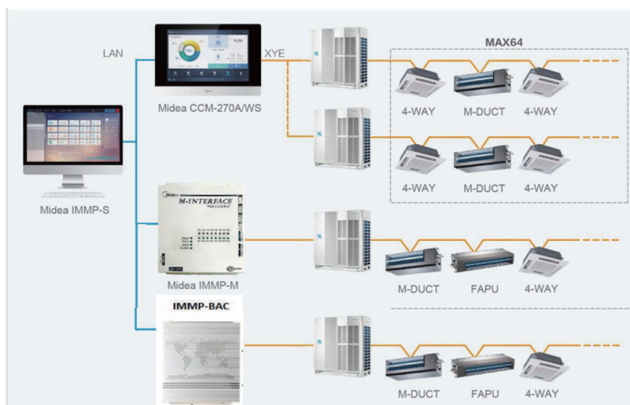 MAX64
LAN
XYE
Midea CCM-270A/WS
4-WAY M-DUCT 4-WAY
Midea IMMP-S
4-WAY M-DUCT 4-WAY
Midea
M-INTERFACE
Midea IMMP-M
M-DUCT FAPU 4-WAY
IMMP-BAC
M-DUCT FAPU 4-WAY